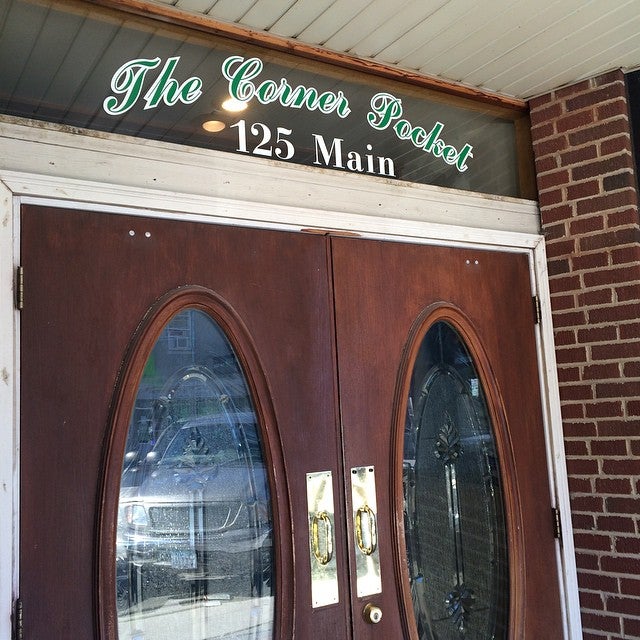 The Corner Pocket
125 Main